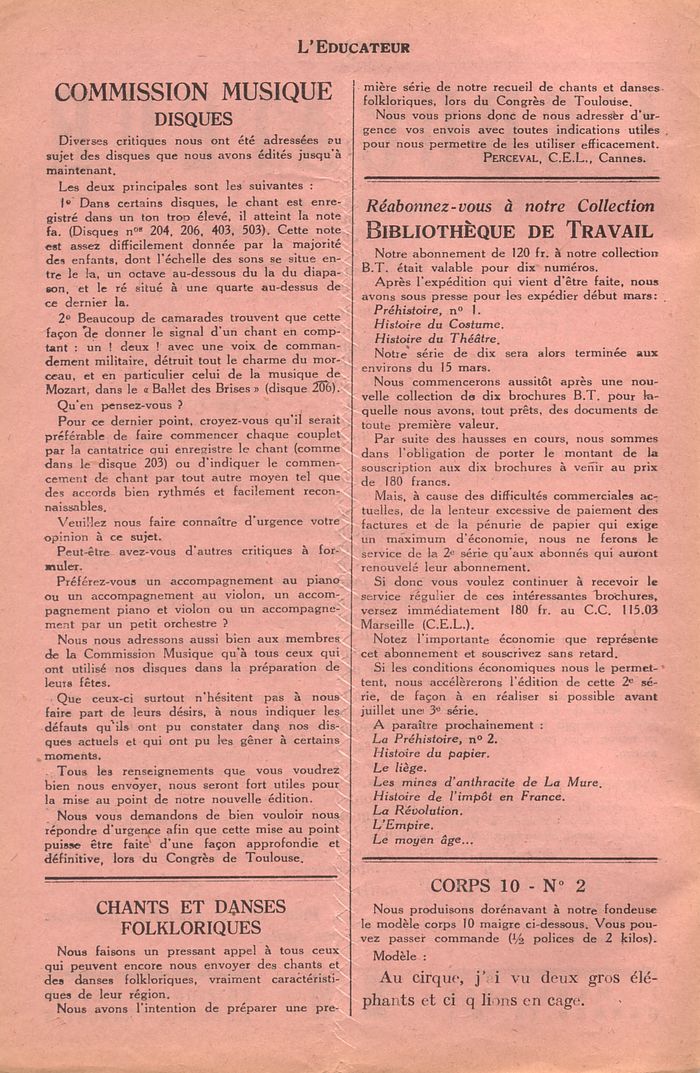 L'EDUCATEUR
COMMISSION MUSIQUE
DISQUES
Diverses critiques nous ont été adressées au
sujet des disques que nous avons édités jusqu'à
maintenant.
Les deux principales sont les suivantes :
1° Dans certains disques, le chant est enre-
gistré dans un ton trop élevé, il atteint la note
fa. (Disques nos 204, 206, 403, 503). Cette note
est assez difficilement donnée par la majorité
des enfants, dont l'échelle des sons se situe en-
tre le la, un octave au-dessous du la du diapa-
son, et le ré situé à une quarte au-dessus de
ce dernier la.
2° Beaucoup de camarades trouvent que cette
façon de donner le signal d'un chant en comp-
tant : un ! deux ! avec une voix de comman-
dement militaire, détruit tout le charme du mor-
ceau, et en particulier celui de la musique de
Mozart, dans le « Ballet des Brises » (disque 206).
Qu'en pensez-vous ?
Pour ce dernier point, croyez-vous qu'il serait
préférable de faire commencer chaque couplet
par la cantatrice qui enregistre le chant (comme
dans le disque 203) ou d'indiquer le commen-
cement de chant par tout autre moyen tel que
des accords bien rythmés et facilement recon-
naissables.
Veuillez nous faire connaître d'urgence votre
opinion à ce sujet.
Peut-être avez-vous d'autres critiques à for-
muler.
Préférez-vous un accompagnement au piano
ou un accompagnement au violon, un accom-
pagnement piano et violon ou un accompagne-
ment par un petit orchestre ?
Nous nous adressons aussi bien aux membres
de la Commission Musique qu'à tous ceux qui
ont utilisé nos disques dans la préparation de
leurs fêtes.
Que ceux-ci surtout n'hésitent pas à nous
faire part de leurs désirs, à nous indiquer les
défauts qu'ils ont pu constater dans nos dis-
ques actuels et qui ont pu les gêner à certains
moments.
Tous les renseignements que vous voudrez
bien nous envoyer, nous seront fort utiles pour
la mise au point de notre nouvelle édition.
Nous vous demandons de bien vouloir nous
répondre d'urgence afin que cette mise au point
puisse être faite d'une façon approfondie et
définitive, lors du Congrès de Toulouse.
CHANTS ET DANSES
FOLKLORIQUES
Nous faisons un pressant appel à tous ceux
qui peuvent encore nous envoyer des chants et
des danses folkloriques, vraiment caractéristi-
ques de leur région.
Nous avons l'intention de préparer une pre-
mière série de notre recueil de chants et danses
folkloriques, lors du Congrès de Toulouse.
Nous vous prions donc de nous adresser d'ur-
gence vos envois avec toutes indications utiles
pour nous permettre de les utiliser efficacement.
PERCEVAL, C.E.L., Cannes.
Réabonnez-vous à notre Collection
BIBLIOTHÈQUE DE TRAVAIL
Notre abonnement de 120 fr. à notre collection
B.T. était valable pour dix numéros.
Après l'expédition qui vient d'être faite, nous
avons sous presse pour les expédier début mars :
Préhistoire, n° 1.
Histoire du Costume.
Histoire du Théâtre.
Notre série de dix sera alors terminée aux
environs du 15 mars.
Nous commencerons aussitôt après une nou-
velle collection de dix brochures B.T. pour la-
quelle nous avons, tout prêts, des documents de
toute première valeur.
Par suite des hausses en cours, nous sommes
dans l'obligation de porter le montant de la
souscription aux dix brochures à venir au prix
de 180 francs.
Mais, à cause des difficultés commerciales ac-
tuelles, de la lenteur excessive de paiement des
factures et de la pénurie de papier qui exige
un maximum d'économie, nous ne ferons le
service de la 2e série qu'aux abonnés qui auront
renouvelé leur abonnement.
Si donc vous voulez continuer à recevoir le
service régulier de ces intéressantes brochures,
versez immédiatement 180 fr. au C.C. 115.03
Marseille (C.E.L.).
Notez l'importante économie que représente
cet abonnement et souscrivez sans retard.
Si les conditions économiques nous le permet-
tent, nous accélèrerons l'édition de cette 2e sé-
rie, de façon à en réaliser si possible avant
juillet une 3e série.
A paraître prochainement :
La Préhistoire, n° 2.
Histoire du papier.
Le liège.
Les mines d'anthracite de La Mure.
Histoire de l'impôt en France.
La Révolution.
L'Empire.
Le moyen âge...
CORPS 10 - N° 2
Nous produisons dorénavant à notre fondeuse
le modèle corps 10 maigre ci-dessous. Vous pou-
vez passer commande (½ polices de 2 kilos).
Modèle :
Au cirque, j'ai vu deux gros élé-
phants et ci q lions en cage.